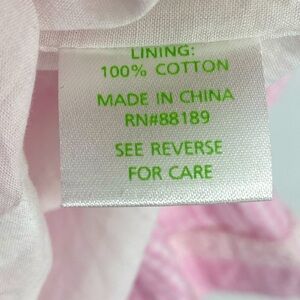 LINING:
100% COTTON
MADE IN CHINA
RN#88189
SEE REVERSE
FOR CARE